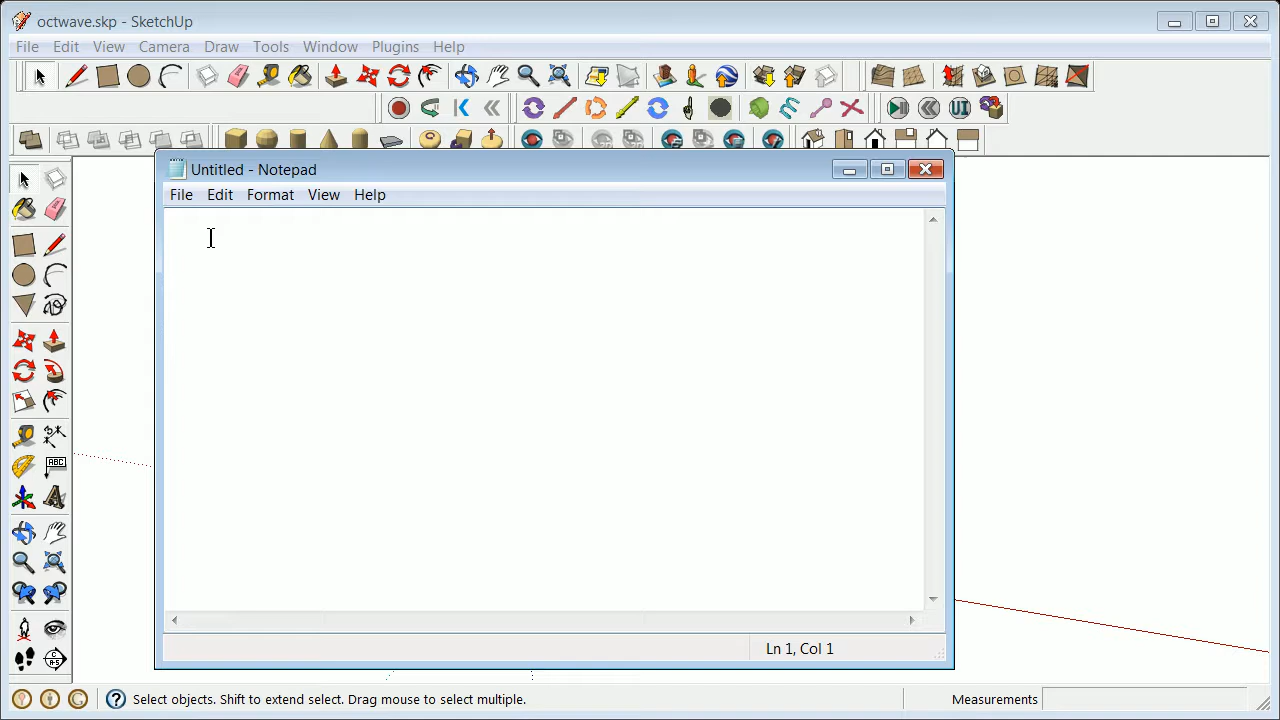 octwave.skp - SketchUp
File Edit View Camera Draw Tools Window Plugins Help
UI
Untitled - Notepad
File Edit Format View Help
ABC
Ln 1, Col 1
Select objects. Shift to extend select. Drag mouse to select multiple.
Measurements